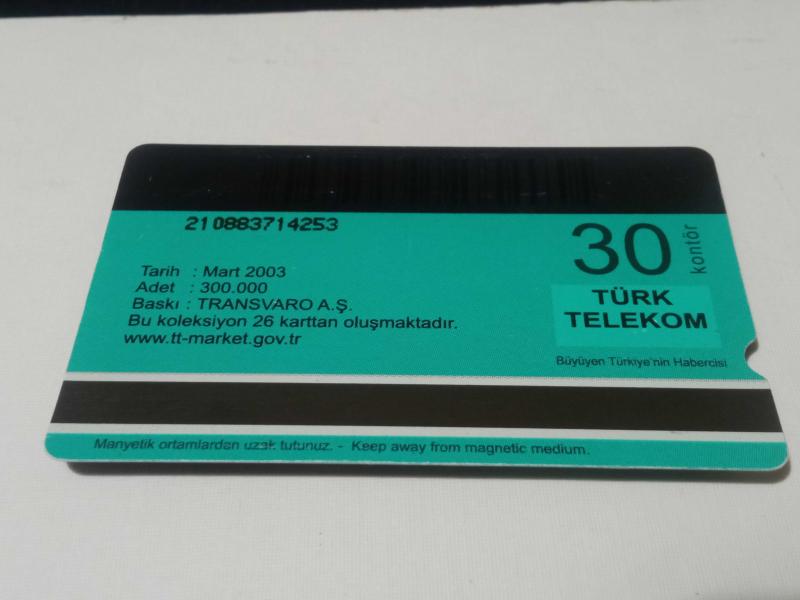 210883714253
30 kontör
Tarih : Mart 2003
Adet : 300.000
Baskı : TRANSVARO A.Ş.
Bu koleksiyon 26 karttan oluşmaktadır.
www.tt-market.gov.tr
TÜRK
TELEKOM
Büyüyen Türkiye'nin Habercisi
Manyetik ortamlardan uzak tutunuz. - Keep away from magnetic medium.